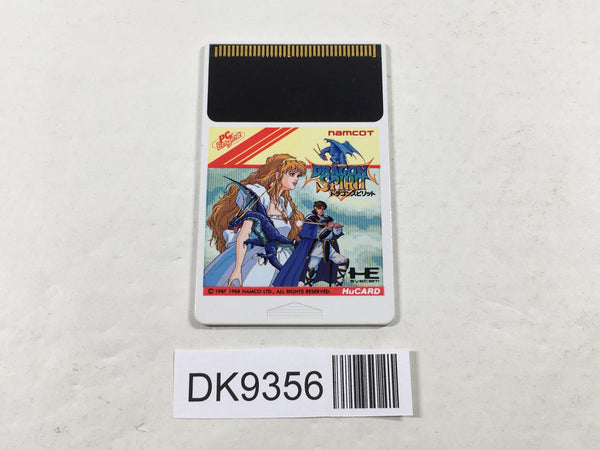 PC Engine
namcot
DRAGON
SPIRIT
ドラゴンスピリット
HE
SYSTEM
© 1987 1988 NAMCO LTD., ALL RIGHTS RESERVED.
HuCARD
DK9356